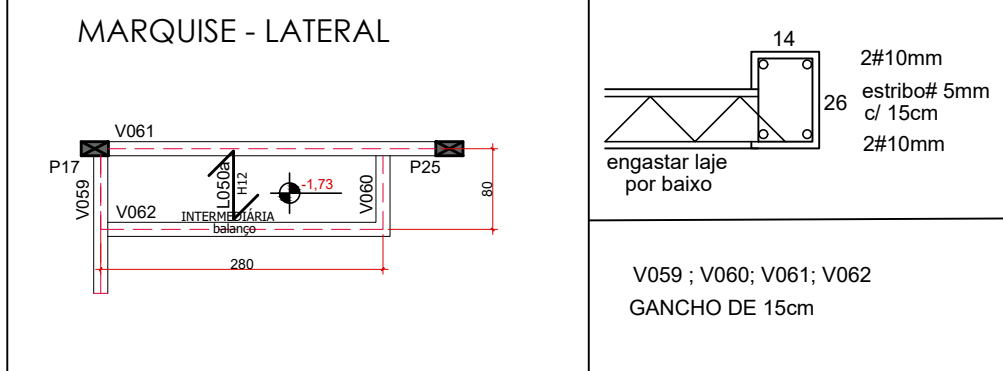 MARQUISE - LATERAL
V061
P17
P25
V059
L050a
H12
-1,73
V060
80
V062
INTERMEDIÁRIA
balanço
280
14
26
2#10mm
estribo# 5mm
c/ 15cm
2#10mm
engastar laje
por baixo
V059 ; V060; V061; V062
GANCHO DE 15cm